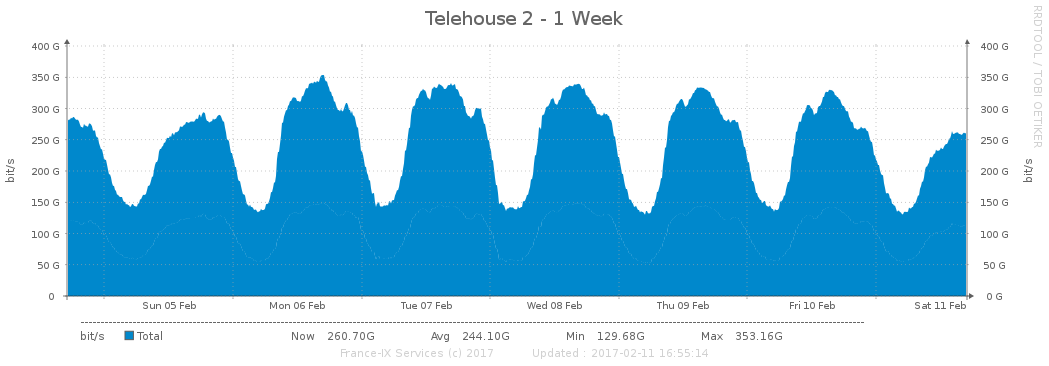 Telehouse 2 - 1 Week
RRDTOOL / TOBI OETIKER
400 G 400 G
350 G 350 G
300 G 300 G
250 G 250 G
200 G 200 G
150 G 150 G
100 G 100 G
50 G 50 G
0 0 G
bit/s bit/s
Sun 05 Feb Mon 06 Feb Tue 07 Feb Wed 08 Feb Thu 09 Feb Fri 10 Feb Sat 11 Feb
bit/s Total Now 260.70G Avg 244.10G Min 129.68G Max 353.16G
France-IX Services (c) 2017 Updated : 2017-02-11 16:55:14